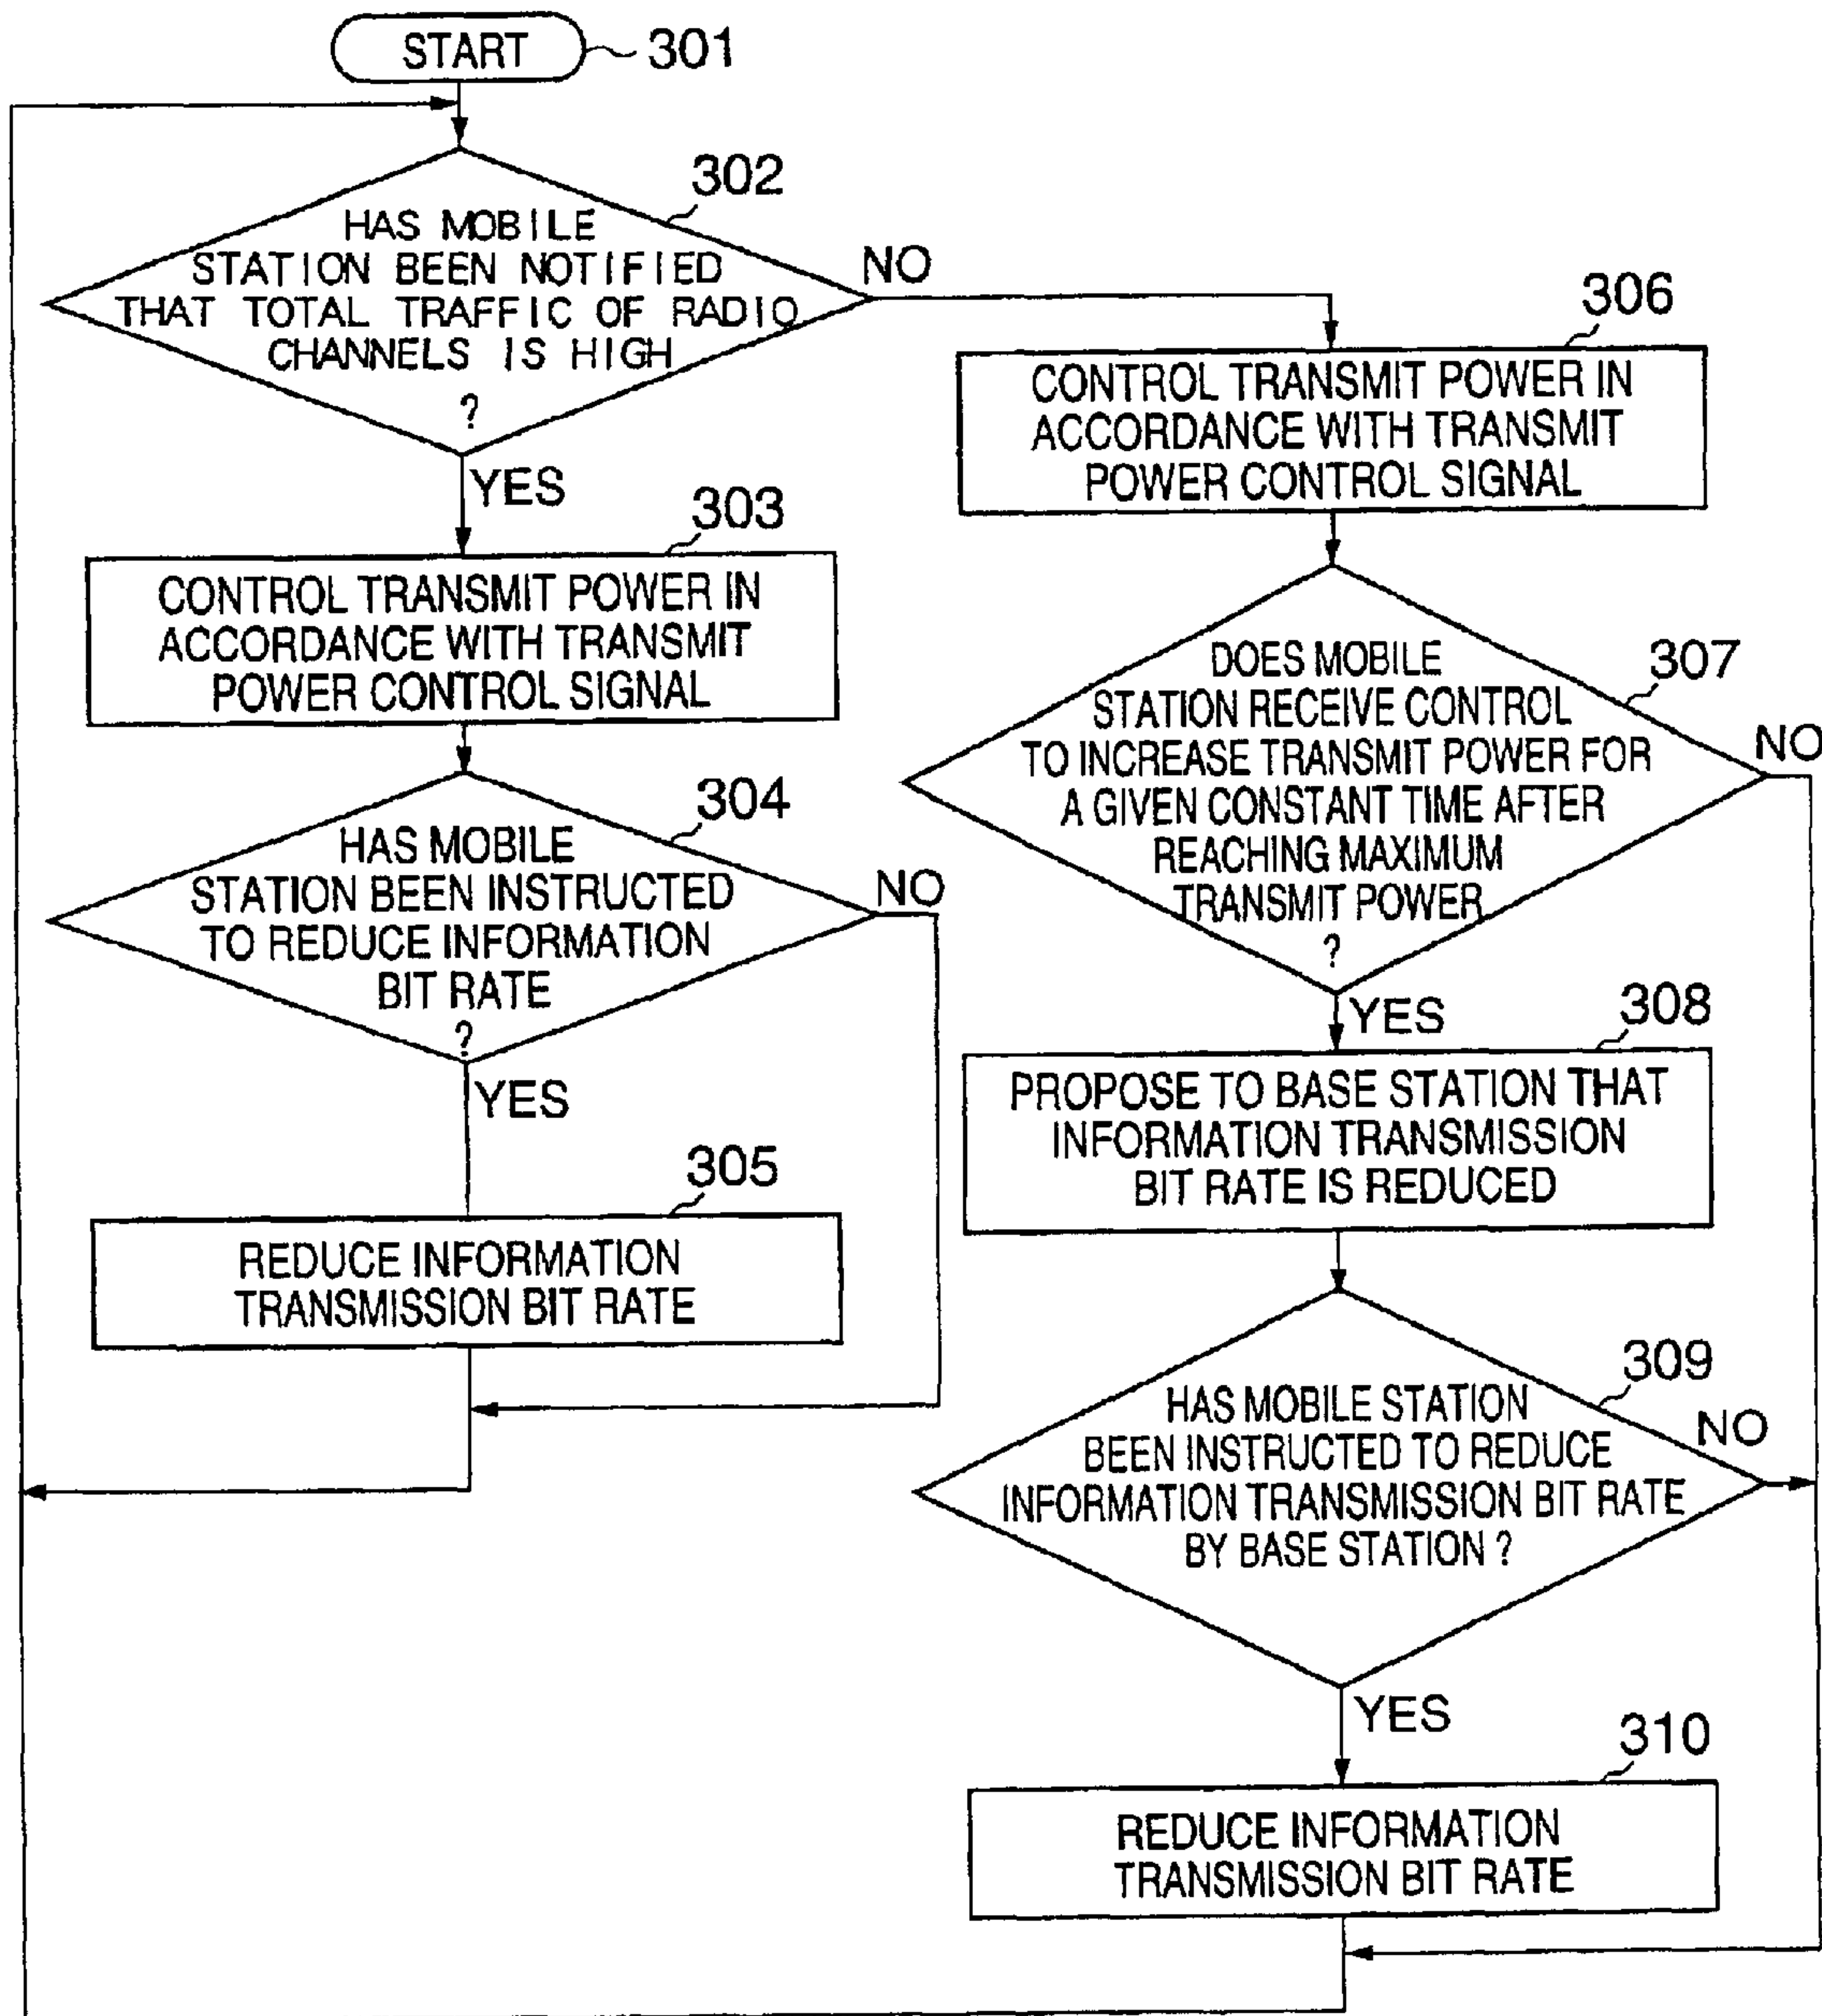 START
301
302
HAS MOBILE
STATION BEEN NOTIFIED
THAT TOTAL TRAFFIC OF RADIO
CHANNELS IS HIGH
?
NO
YES
303
CONTROL TRANSMIT POWER IN
ACCORDANCE WITH TRANSMIT
POWER CONTROL SIGNAL
304
HAS MOBILE
STATION BEEN INSTRUCTED
TO REDUCE INFORMATION
BIT RATE
?
NO
YES
305
REDUCE INFORMATION
TRANSMISSION BIT RATE
306
CONTROL TRANSMIT POWER IN
ACCORDANCE WITH TRANSMIT
POWER CONTROL SIGNAL
307
DOES MOBILE
STATION RECEIVE CONTROL
TO INCREASE TRANSMIT POWER FOR
A GIVEN CONSTANT TIME AFTER
REACHING MAXIMUM
TRANSMIT POWER
?
NO
YES
308
PROPOSE TO BASE STATION THAT
INFORMATION TRANSMISSION
BIT RATE IS REDUCED
309
HAS MOBILE STATION
BEEN INSTRUCTED TO REDUCE
INFORMATION TRANSMISSION BIT RATE
BY BASE STATION ?
NO
YES
310
REDUCE INFORMATION
TRANSMISSION BIT RATE